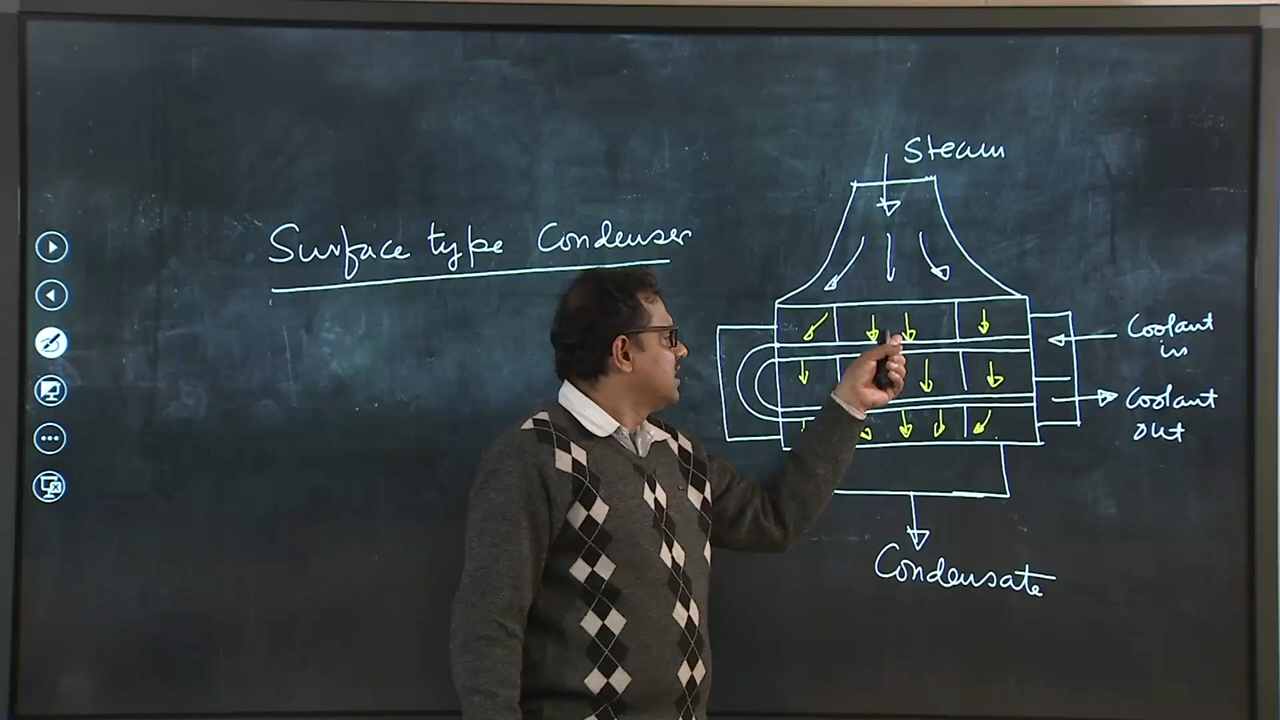 Steam
Surface type Condenser
Coolant
in
Coolant
out
Condensate